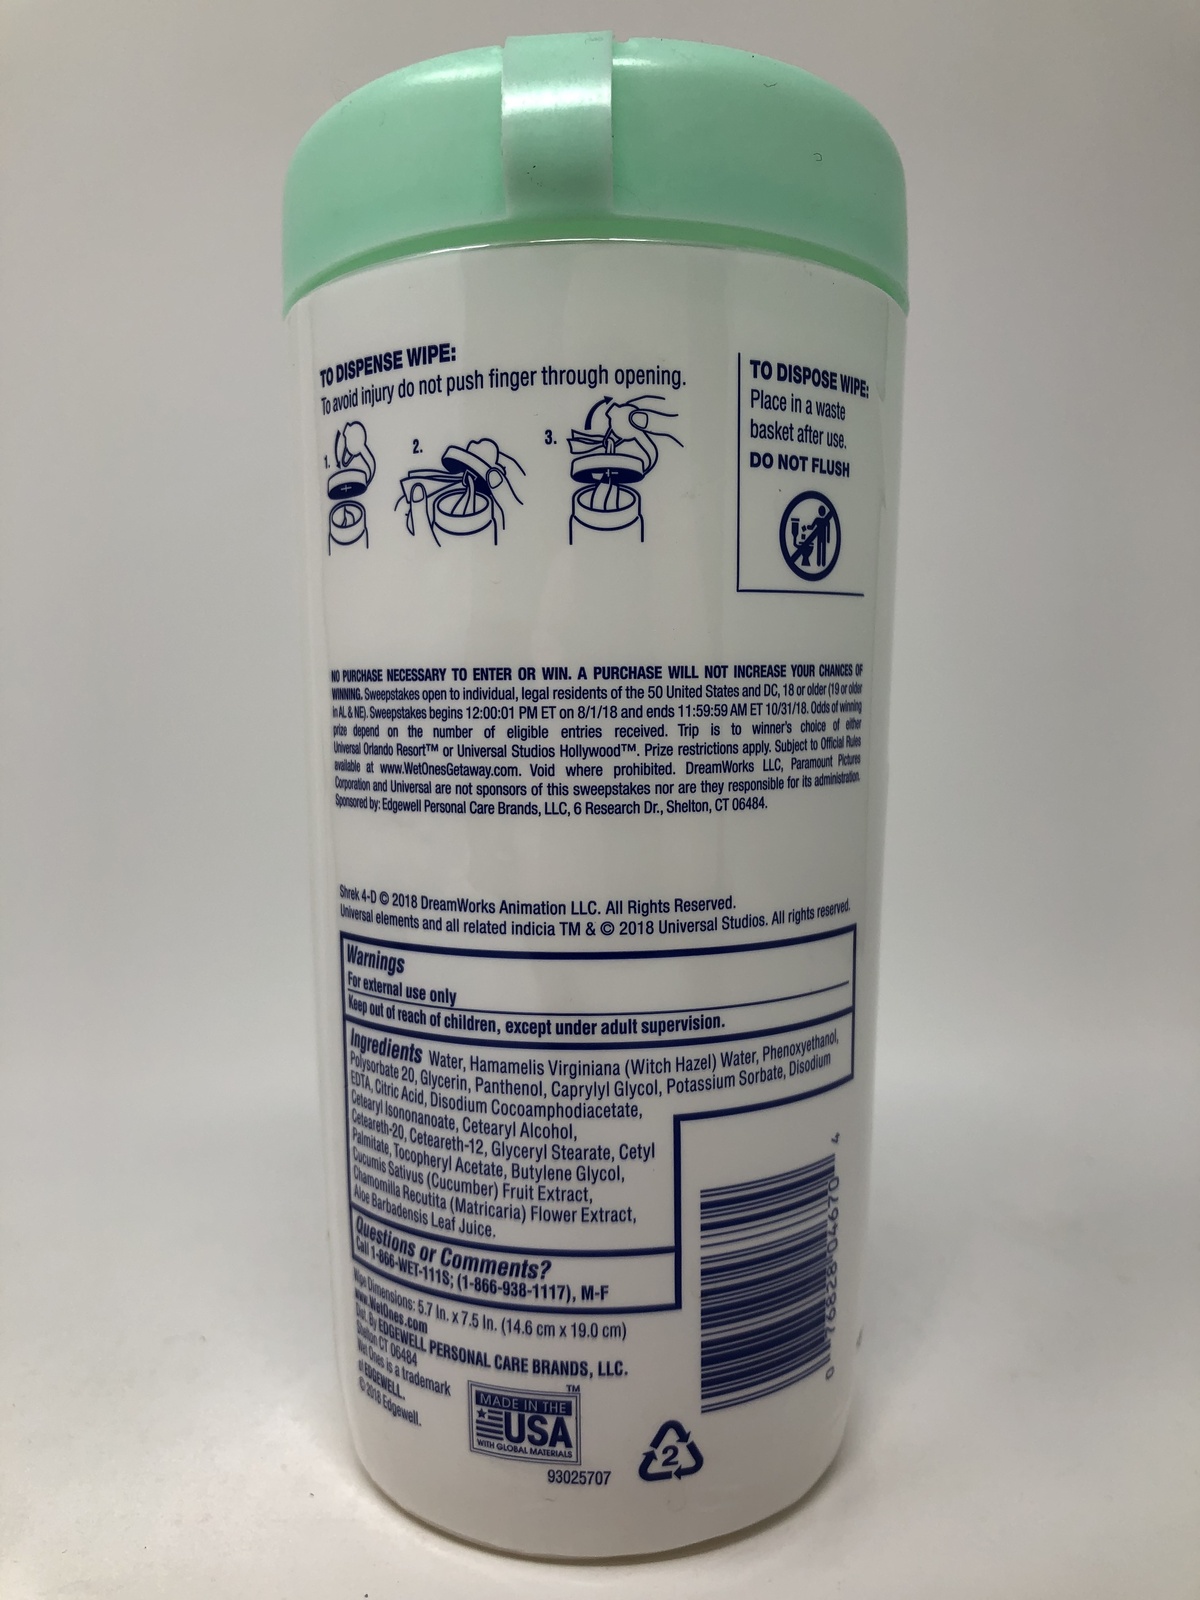 TO DISPENSE WIPE:
To avoid injury do not push finger through opening.
1.
2.
3.
TO DISPOSE WIPE:
Place in a waste
basket after use.
DO NOT FLUSH
NO PURCHASE NECESSARY TO ENTER OR WIN. A PURCHASE WILL NOT INCREASE YOUR CHANCES OF
WINNING. Sweepstakes open to individual, legal residents of the 50 United States and DC, 18 or older (19 or older
in AL & NE). Sweepstakes begins 12:00:01 PM ET on 8/1/18 and ends 11:59:59 AM ET 10/31/18. Odds of winning
prize depend on the number of eligible entries received. Trip is to winner's choice of either
Universal Orlando Resort™ or Universal Studios Hollywood™. Prize restrictions apply. Subject to Official Rules
available at www.WetOnesGetaway.com. Void where prohibited. DreamWorks LLC, Paramount Pictures
Corporation and Universal are not sponsors of this sweepstakes nor are they responsible for its administration.
Sponsored by: Edgewell Personal Care Brands, LLC, 6 Research Dr., Shelton, CT 06484.
Shrek 4-D © 2018 DreamWorks Animation LLC. All Rights Reserved.
Universal elements and all related indicia TM & © 2018 Universal Studios. All rights reserved.
Warnings
For external use only
Keep out of reach of children, except under adult supervision.
Ingredients Water, Hamamelis Virginiana (Witch Hazel) Water, Phenoxyethanol,
Polysorbate 20, Glycerin, Panthenol, Caprylyl Glycol, Potassium Sorbate, Disodium
EDTA, Citric Acid, Disodium Cocoamphodiacetate,
Cetearyl Isononanoate, Cetearyl Alcohol,
Ceteareth-20, Ceteareth-12, Glyceryl Stearate, Cetyl
Palmitate, Tocopheryl Acetate, Butylene Glycol,
Cucumis Sativus (Cucumber) Fruit Extract,
Chamomilla Recutita (Matricaria) Flower Extract,
Aloe Barbadensis Leaf Juice.
Questions or Comments?
Call 1-866-WET-111S; (1-866-938-1117), M-F
Wipe Dimensions: 5.7 In. x 7.5 In. (14.6 cm x 19.0 cm)
www.WetOnes.com
Dist. By EDGEWELL PERSONAL CARE BRANDS, LLC.
Shelton CT 06484
Wet Ones is a trademark
of EDGEWELL.
© 2018 Edgewell.
MADE IN THE
USA
WITH GLOBAL MATERIALS
TM
93025707
2
0 76828 04670 4